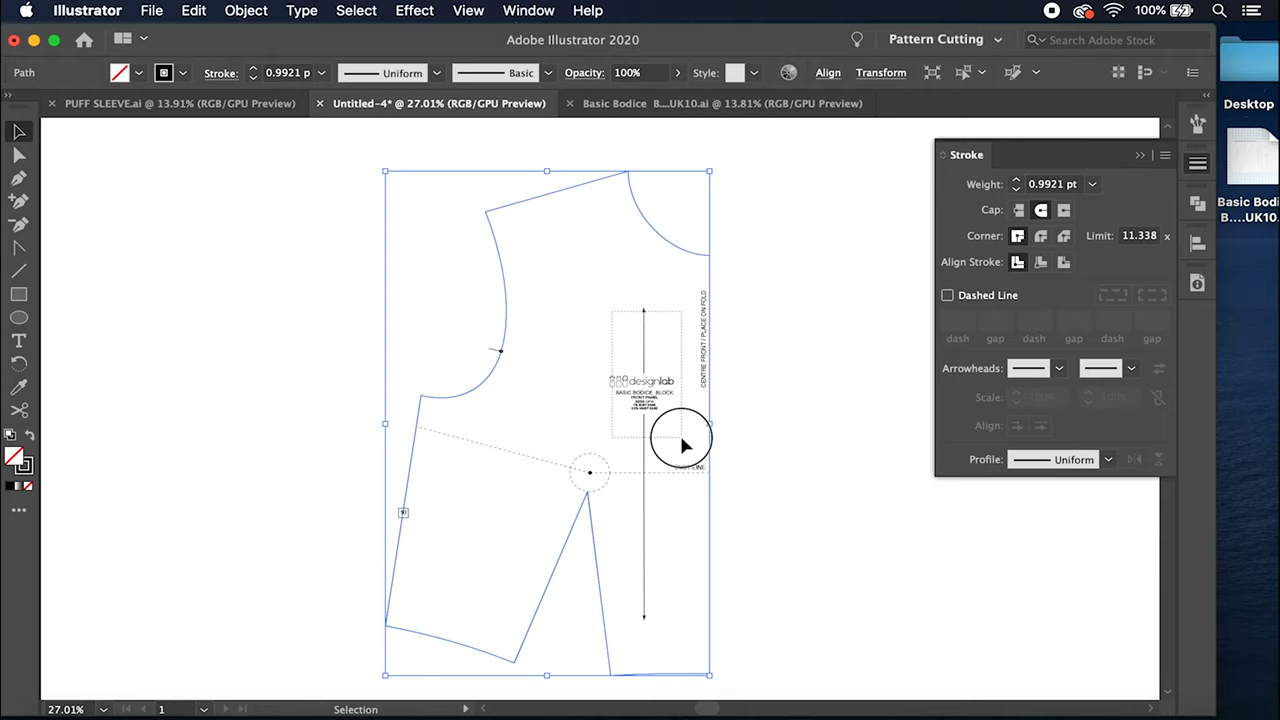 Illustrator File Edit Object Type Select Effect View Window Help 100%
Adobe Illustrator 2020 Pattern Cutting Search Adobe Stock
Path Stroke: 0.9921 p Uniform Basic Opacity: 100% Style: Align Transform
PUFF SLEEVE.ai @ 13.91% (RGB/GPU Preview) Untitled-4* @ 27.01% (RGB/GPU Preview) Basic Bodice B....UK10.ai @ 13.81% (RGB/GPU Preview)
Desktop
Basic Bodi
B....UK10.
Stroke
Weight: 0.9921 pt
Cap:
Corner: Limit: 11.338 x
Align Stroke:
Dashed Line
dash gap dash gap dash gap
Arrowheads:
Scale: 100% 100%
Align:
Profile: Uniform
CENTRE FRONT / PLACE ON FOLD
designlab
BASIC BODICE BLOCK
FRONT PANEL
LINE
T
27.01% 1 Selection